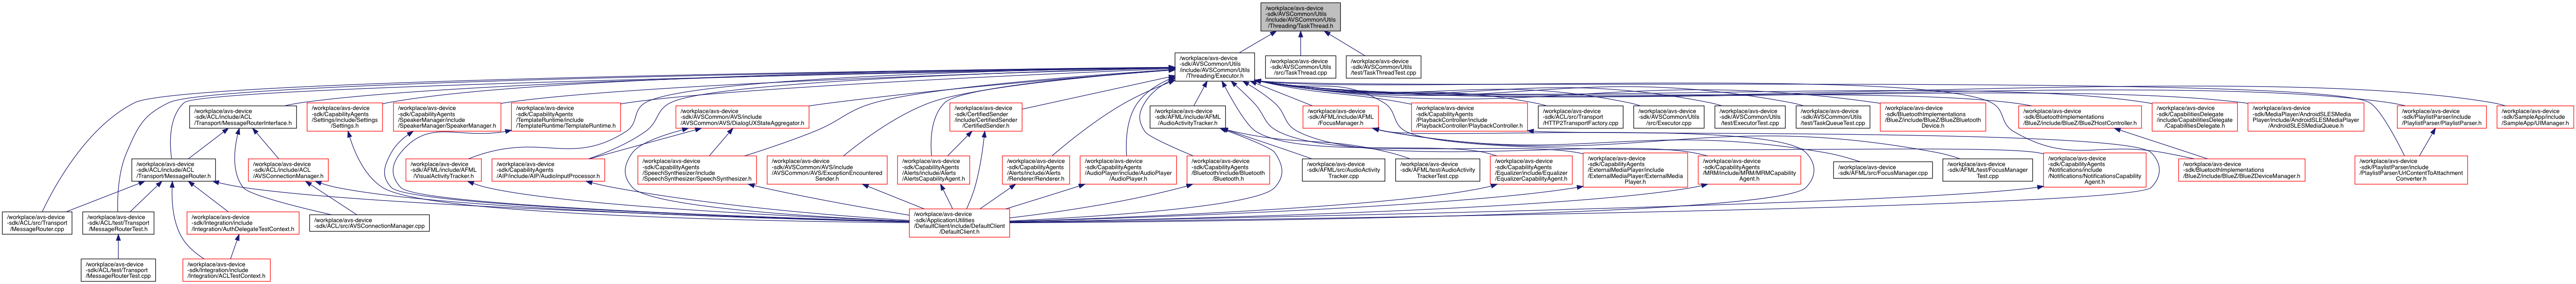 /workplace/avs-device
-sdk/AVSCommon/Utils
/include/AVSCommon/Utils
/Threading/TaskThread.h
/workplace/avs-device
-sdk/AVSCommon/Utils
/include/AVSCommon/Utils
/Threading/Executor.h
/workplace/avs-device
-sdk/AVSCommon/Utils
/src/TaskThread.cpp
/workplace/avs-device
-sdk/AVSCommon/Utils
/test/TaskThreadTest.cpp
/workplace/avs-device
-sdk/ACL/include/ACL
/Transport/MessageRouterInterface.h
/workplace/avs-device
-sdk/CapabilityAgents
/Settings/include/Settings
/Settings.h
/workplace/avs-device
-sdk/CapabilityAgents
/SpeakerManager/include
/SpeakerManager/SpeakerManager.h
/workplace/avs-device
-sdk/CapabilityAgents
/TemplateRuntime/include
/TemplateRuntime/TemplateRuntime.h
/workplace/avs-device
-sdk/AVSCommon/AVS/include
/AVSCommon/AVS/DialogUXStateAggregator.h
/workplace/avs-device
-sdk/CertifiedSender
/include/CertifiedSender
/CertifiedSender.h
/workplace/avs-device
-sdk/AFML/include/AFML
/AudioActivityTracker.h
/workplace/avs-device
-sdk/AFML/include/AFML
/FocusManager.h
/workplace/avs-device
-sdk/CapabilityAgents
/PlaybackController/include
/PlaybackController/PlaybackController.h
/workplace/avs-device
-sdk/ACL/src/Transport
/HTTP2TransportFactory.cpp
/workplace/avs-device
-sdk/AVSCommon/Utils
/src/Executor.cpp
/workplace/avs-device
-sdk/AVSCommon/Utils
/test/ExecutorTest.cpp
/workplace/avs-device
-sdk/AVSCommon/Utils
/test/TaskQueueTest.cpp
/workplace/avs-device
-sdk/BluetoothImplementations
/BlueZ/include/BlueZ/BlueZBluetooth
Device.h
/workplace/avs-device
-sdk/BluetoothImplementations
/BlueZ/include/BlueZ/BlueZHostController.h
/workplace/avs-device
-sdk/CapabilitiesDelegate
/include/CapabilitiesDelegate
/CapabilitiesDelegate.h
/workplace/avs-device
-sdk/MediaPlayer/AndroidSLESMedia
Player/include/AndroidSLESMediaPlayer
/AndroidSLESMediaQueue.h
/workplace/avs-device
-sdk/PlaylistParser/include
/PlaylistParser/PlaylistParser.h
/workplace/avs-device
-sdk/SampleApp/include
/SampleApp/UIManager.h
/workplace/avs-device
-sdk/ACL/include/ACL
/Transport/MessageRouter.h
/workplace/avs-device
-sdk/ACL/include/ACL
/AVSConnectionManager.h
/workplace/avs-device
-sdk/AFML/include/AFML
/VisualActivityTracker.h
/workplace/avs-device
-sdk/CapabilityAgents
/AIP/include/AIP/AudioInputProcessor.h
/workplace/avs-device
-sdk/CapabilityAgents
/SpeechSynthesizer/include
/SpeechSynthesizer/SpeechSynthesizer.h
/workplace/avs-device
-sdk/AVSCommon/AVS/include
/AVSCommon/AVS/ExceptionEncountered
Sender.h
/workplace/avs-device
-sdk/CapabilityAgents
/Alerts/include/Alerts
/AlertsCapabilityAgent.h
/workplace/avs-device
-sdk/CapabilityAgents
/Alerts/include/Alerts
/Renderer/Renderer.h
/workplace/avs-device
-sdk/CapabilityAgents
/AudioPlayer/include/AudioPlayer
/AudioPlayer.h
/workplace/avs-device
-sdk/CapabilityAgents
/Bluetooth/include/Bluetooth
/Bluetooth.h
/workplace/avs-device
-sdk/AFML/src/AudioActivity
Tracker.cpp
/workplace/avs-device
-sdk/AFML/test/AudioActivity
TrackerTest.cpp
/workplace/avs-device
-sdk/CapabilityAgents
/Equalizer/include/Equalizer
/EqualizerCapabilityAgent.h
/workplace/avs-device
-sdk/CapabilityAgents
/ExternalMediaPlayer/include
/ExternalMediaPlayer/ExternalMedia
Player.h
/workplace/avs-device
-sdk/CapabilityAgents
/MRM/include/MRM/MRMCapability
Agent.h
/workplace/avs-device
-sdk/AFML/src/FocusManager.cpp
/workplace/avs-device
-sdk/AFML/test/FocusManager
Test.cpp
/workplace/avs-device
-sdk/CapabilityAgents
/Notifications/include
/Notifications/NotificationsCapability
Agent.h
/workplace/avs-device
-sdk/BluetoothImplementations
/BlueZ/include/BlueZ/BlueZDeviceManager.h
/workplace/avs-device
-sdk/PlaylistParser/include
/PlaylistParser/UrlContentToAttachment
Converter.h
/workplace/avs-device
-sdk/ACL/src/Transport
/MessageRouter.cpp
/workplace/avs-device
-sdk/ACL/test/Transport
/MessageRouterTest.h
/workplace/avs-device
-sdk/Integration/include
/Integration/AuthDelegateTestContext.h
/workplace/avs-device
-sdk/ACL/src/AVSConnectionManager.cpp
/workplace/avs-device
-sdk/ApplicationUtilities
/DefaultClient/include/DefaultClient
/DefaultClient.h
/workplace/avs-device
-sdk/ACL/test/Transport
/MessageRouterTest.cpp
/workplace/avs-device
-sdk/Integration/include
/Integration/ACLTestContext.h